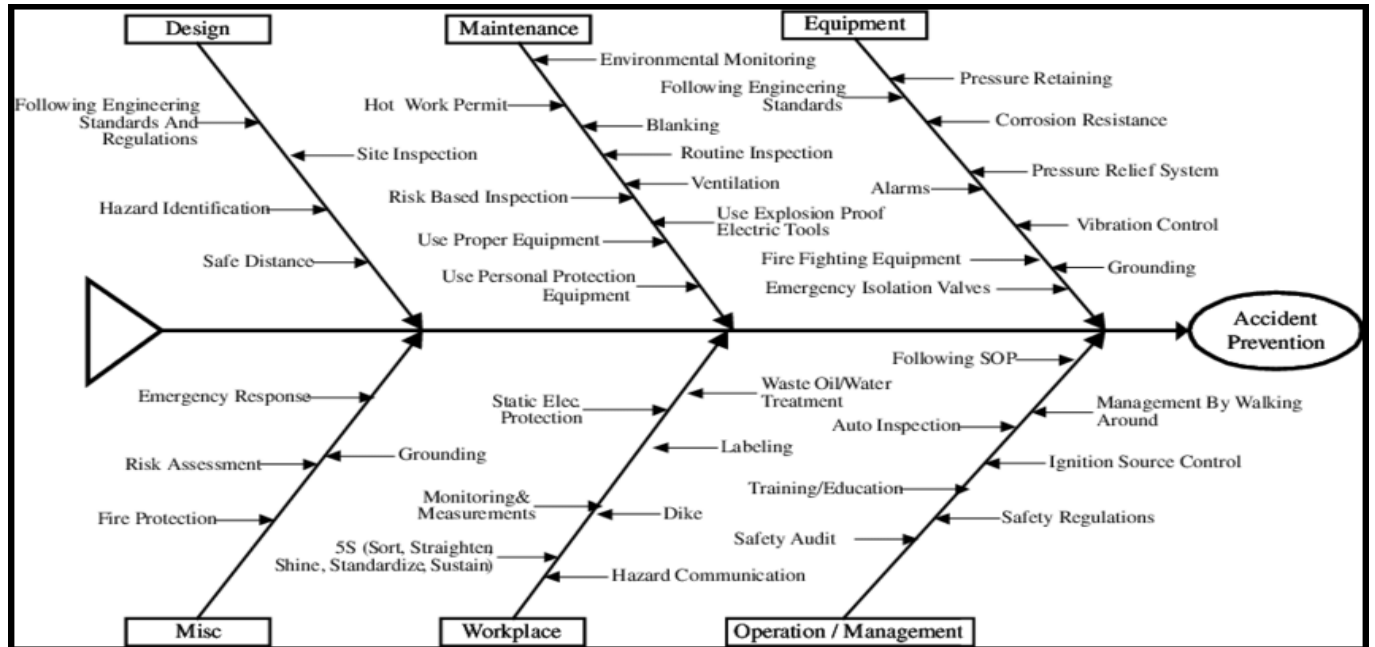 Design
Maintenance
Equipment
Following Engineering
Standards And
Regulations
Site Inspection
Hazard Identification
Safe Distance
Environmental Monitoring
Hot Work Permit
Blanking
Routine Inspection
Ventilation
Risk Based Inspection
Use Explosion Proof
Electric Tools
Use Proper Equipment
Use Personal Protection
Equipment
Pressure Retaining
Following Engineering
Standards
Corrosion Resistance
Pressure Relief System
Alarms
Vibration Control
Fire Fighting Equipment
Grounding
Emergency Isolation Valves
Accident
Prevention
Emergency Response
Grounding
Risk Assessment
Fire Protection
Waste Oil/Water
Treatment
Static Elec.
Protection
Labeling
Monitoring&
Measurements
Dike
5S (Sort, Straighten,
Shine, Standardize, Sustain)
Hazard Communication
Following SOP
Management By Walking
Around
Auto Inspection
Ignition Source Control
Training/Education
Safety Regulations
Safety Audit
Misc
Workplace
Operation / Management